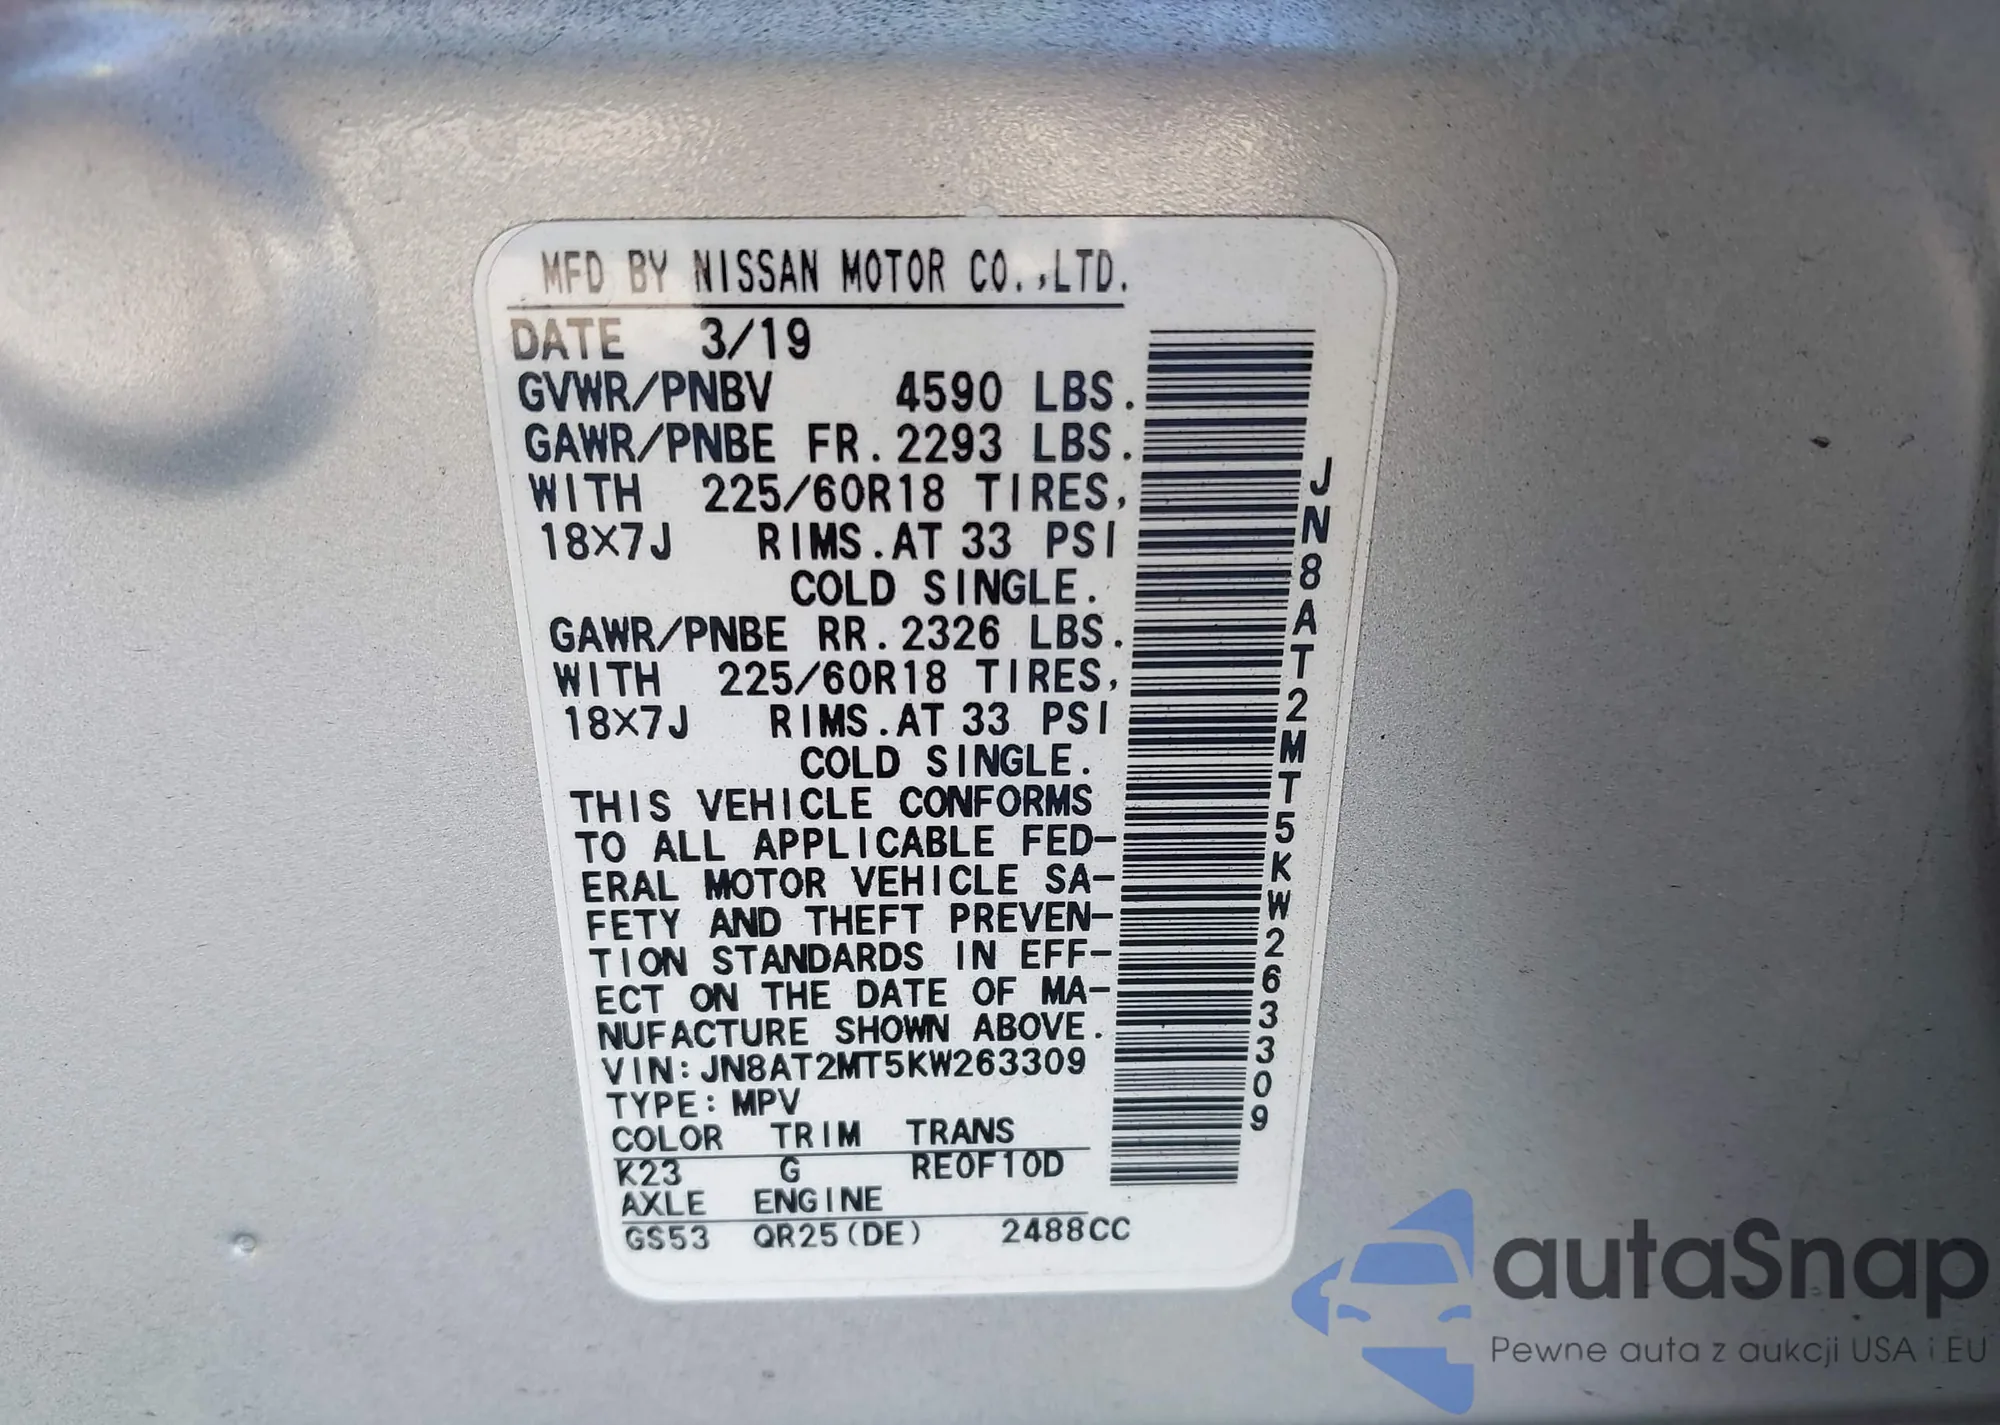 MFD BY NISSAN MOTOR CO.,LTD.
DATE 3/19
GVWR/PNBV 4590 LBS.
GAWR/PNBE FR.2293 LBS.
WITH 225/60R18 TIRES,
18X7J RIMS.AT 33 PSI
COLD SINGLE.
GAWR/PNBE RR.2326 LBS.
WITH 225/60R18 TIRES,
18X7J RIMS.AT 33 PSI
COLD SINGLE.
THIS VEHICLE CONFORMS
TO ALL APPLICABLE FED-
ERAL MOTOR VEHICLE SA-
FETY AND THEFT PREVEN-
TION STANDARDS IN EFF-
ECT ON THE DATE OF MA-
NUFACTURE SHOWN ABOVE.
VIN:JN8AT2MT5KW263309
TYPE:MPV
COLOR TRIM TRANS
K23 G RE0F10D
AXLE ENGINE
GS53 QR25(DE) 2488CC
JN8AT2MT5KW263309
autaSnap
Pewne auta z aukcji USA i EU